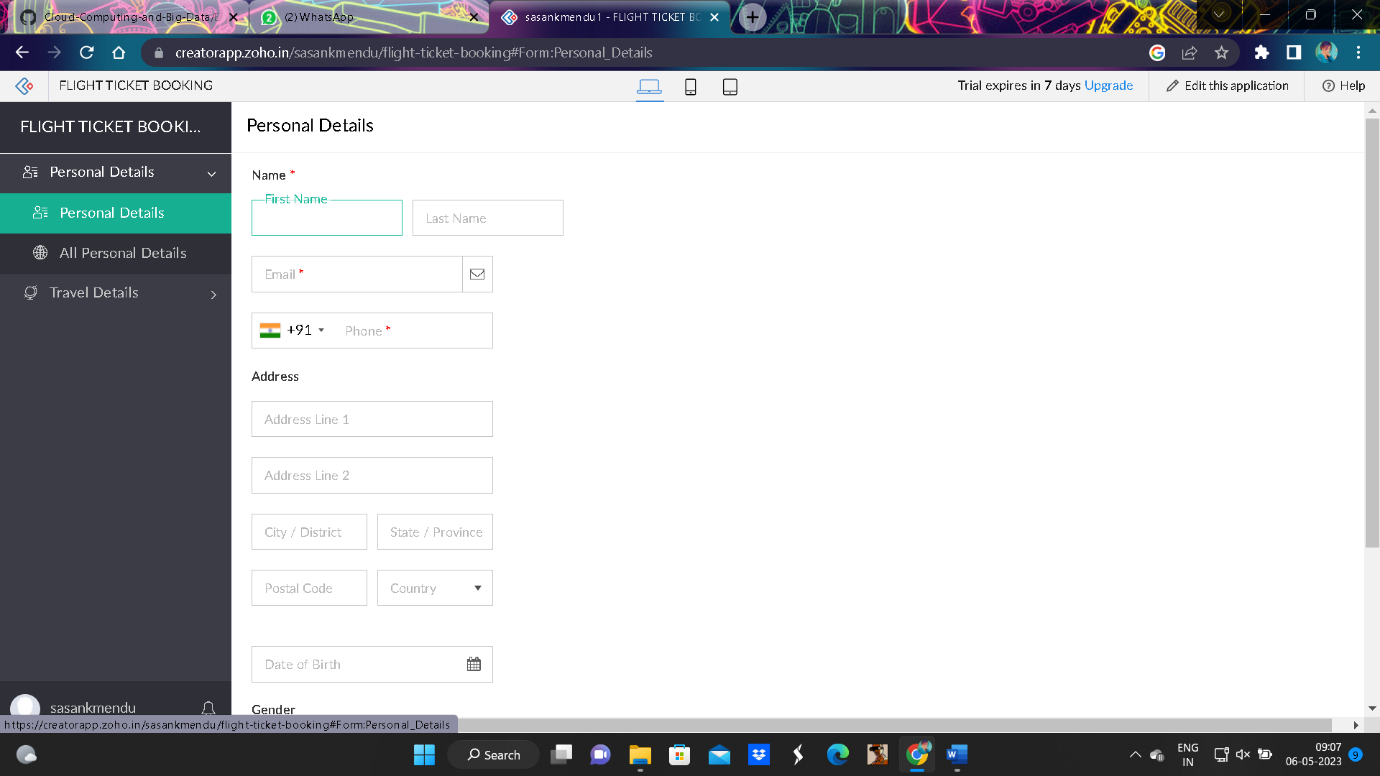 Cloud-Computing-and-Big-Data/E
(2) WhatsApp
sasankmendu1 - FLIGHT TICKET BO
creatorapp.zoho.in/sasankmendu/flight-ticket-booking#Form:Personal_Details
FLIGHT TICKET BOOKING
Trial expires in 7 days Upgrade
Edit this application
Help
FLIGHT TICKET BOOKI...
Personal Details
Personal Details
All Personal Details
Travel Details
Personal Details
Name *
First Name
Last Name
Email *
+91
Phone *
Address
Address Line 1
Address Line 2
City / District
State / Province
Postal Code
Country
Date of Birth
Gender
sasankmendu
https://creatorapp.zoho.in/sasankmendu/flight-ticket-booking#Form:Personal_Details
Search
ENG
IN
09:07
06-05-2023
9